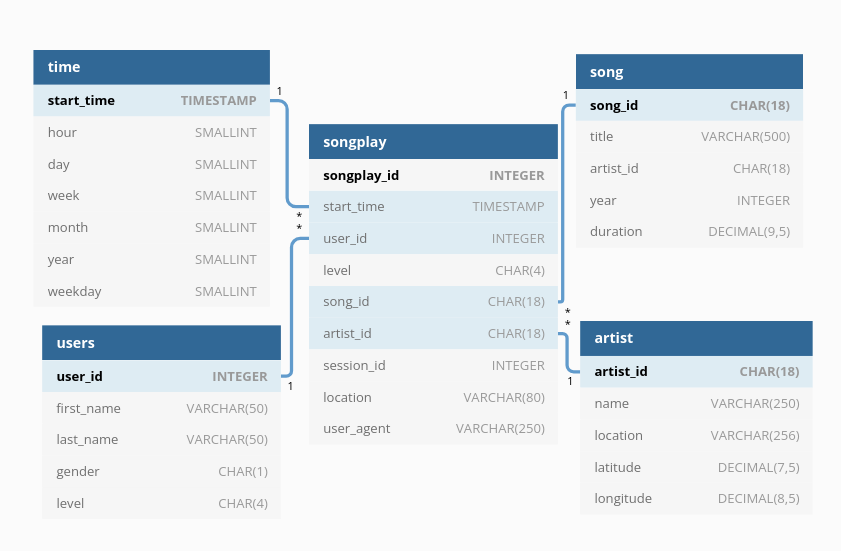 time
start_time TIMESTAMP
hour SMALLINT
day SMALLINT
week SMALLINT
month SMALLINT
year SMALLINT
weekday SMALLINT
1
users
user_id INTEGER
first_name VARCHAR(50)
last_name VARCHAR(50)
gender CHAR(1)
level CHAR(4)
1
*
*
songplay
songplay_id INTEGER
start_time TIMESTAMP
user_id INTEGER
level CHAR(4)
song_id CHAR(18)
artist_id CHAR(18)
session_id INTEGER
location VARCHAR(80)
user_agent VARCHAR(250)
*
*
1
song
song_id CHAR(18)
title VARCHAR(500)
artist_id CHAR(18)
year INTEGER
duration DECIMAL(9,5)
1
artist
artist_id CHAR(18)
name VARCHAR(250)
location VARCHAR(256)
latitude DECIMAL(7,5)
longitude DECIMAL(8,5)